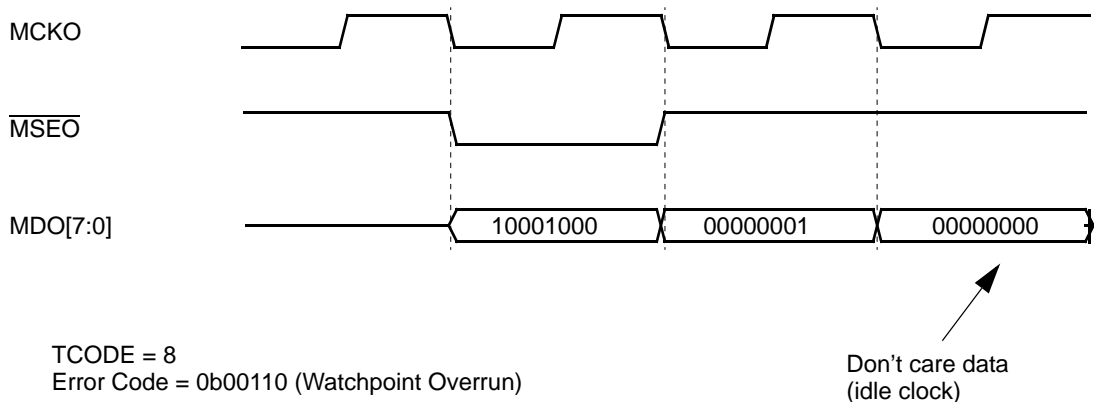 MCKO
MSEO
MDO[7:0]
10001000
00000001
00000000
TCODE = 8
Error Code = 0b00110 (Watchpoint Overrun)
Don't care data
(idle clock)